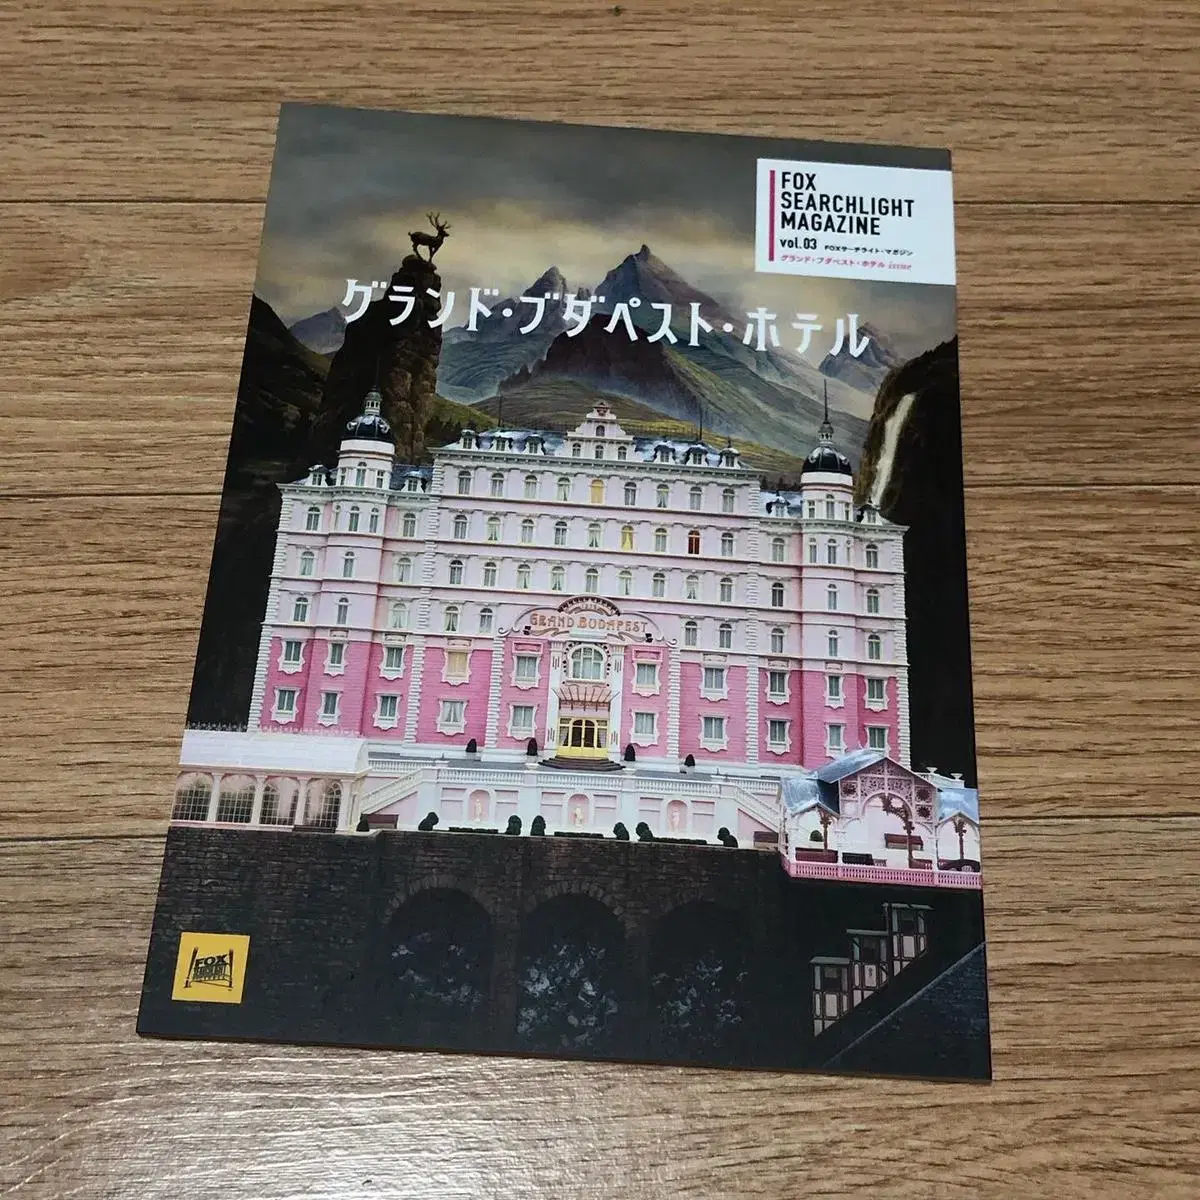 FOX
SEARCHLIGHT
MAGAZINE
vol.03 FOXサーチライト・マガジン
グランド・ブダペスト・ホテル issue
グランド・ブダペスト・ホテル
GRAND BUDAPEST
FOX
SEARCHLIGHT
PICTURES